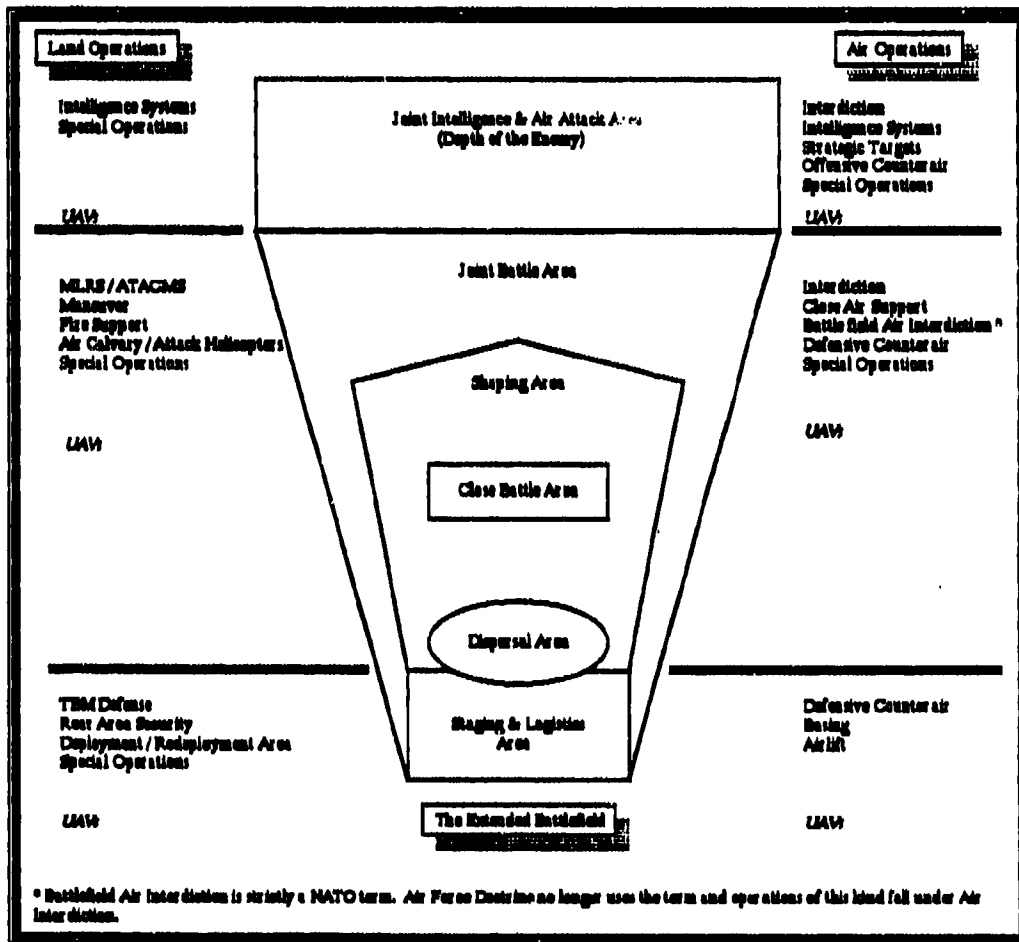 Land Operations
Air Operations
Intelligence Systems
Special Operations
UAVs
Joint Intelligence & Air Attack Area
(Depth of the Enemy)
Interdiction
Intelligence Systems
Strategic Targets
Offensive Counterair
Special Operations
UAVs
MLRS / ATACMS
Maneuver
Fire Support
Air Calvary / Attack Helicopters
Special Operations
UAVs
Joint Battle Area
Shaping Area
Close Battle Area
Dispersal Area
Interdiction
Close Air Support
Battlefield Air Interdiction *
Defensive Counterair
Special Operations
UAVs
TBM Defense
Rear Area Security
Deployment / Redeployment Area
Special Operations
UAVs
Staging & Logistics
Area
The Extended Battlefield
Defensive Counterair
Basing
Airlift
UAVs
* Battlefield Air Interdiction is strictly a NATO term. Air Force Doctrine no longer uses the term and operations of this kind fall under Air
Interdiction.